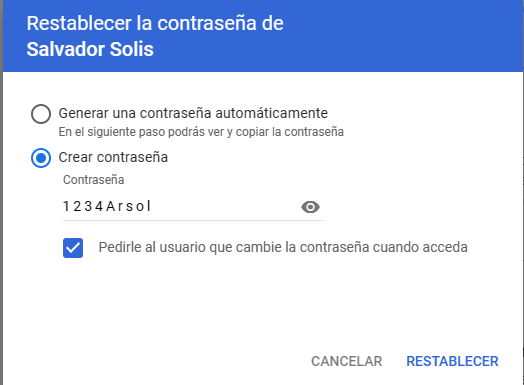 Restablecer la contraseña de
Salvador Solis
Generar una contraseña automáticamente
En el siguiente paso podrás ver y copiar la contraseña
Crear contraseña
Contraseña
1234Arsol
Pedirle al usuario que cambie la contraseña cuando acceda
CANCELAR RESTABLECER